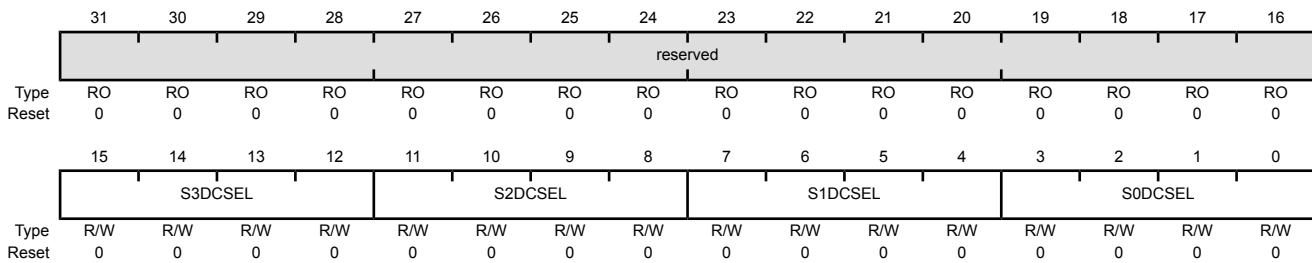 31 30 29 28 27 26 25 24 23 22 21 20 19 18 17 16
reserved
Type RO RO RO RO RO RO RO RO RO RO RO RO RO RO RO RO
Reset 0 0 0 0 0 0 0 0 0 0 0 0 0 0 0 0
15 14 13 12 11 10 9 8 7 6 5 4 3 2 1 0
S3DCSEL S2DCSEL S1DCSEL S0DCSEL
Type R/W R/W R/W R/W R/W R/W R/W R/W R/W R/W R/W R/W R/W R/W R/W R/W
Reset 0 0 0 0 0 0 0 0 0 0 0 0 0 0 0 0